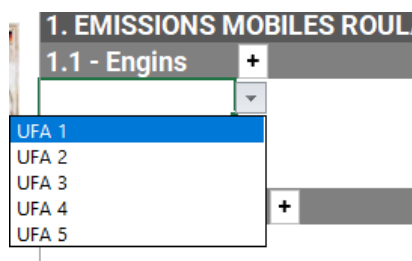 1. EMISSIONS MOBILES ROUL
1.1 - Engins +
UFA 1
UFA 2
UFA 3
UFA 4
+
UFA 5